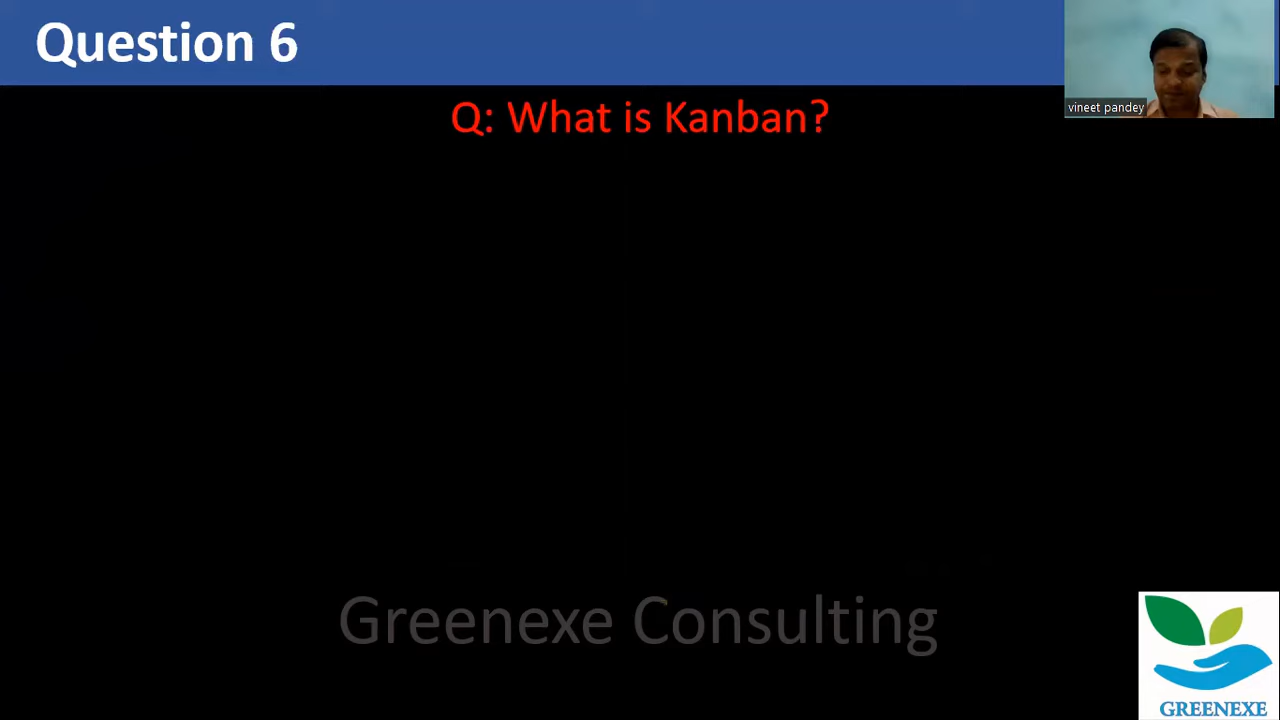 Question 6
vineet pandey
Q: What is Kanban?
Greenexe Consulting
GREENEXE